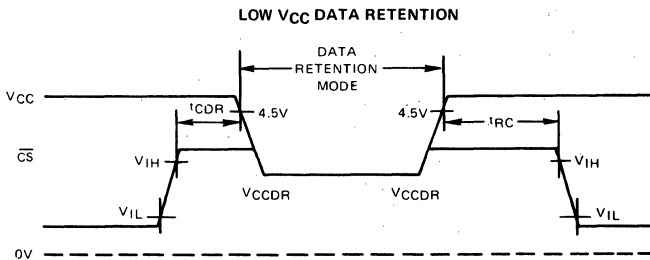 LOW VCC DATA RETENTION
DATA
RETENTION
MODE
VCC
tCDR
4.5V
4.5V
tRC
CS
VIH
VIH
VCCDR
VCCDR
VIL
VIL
0V